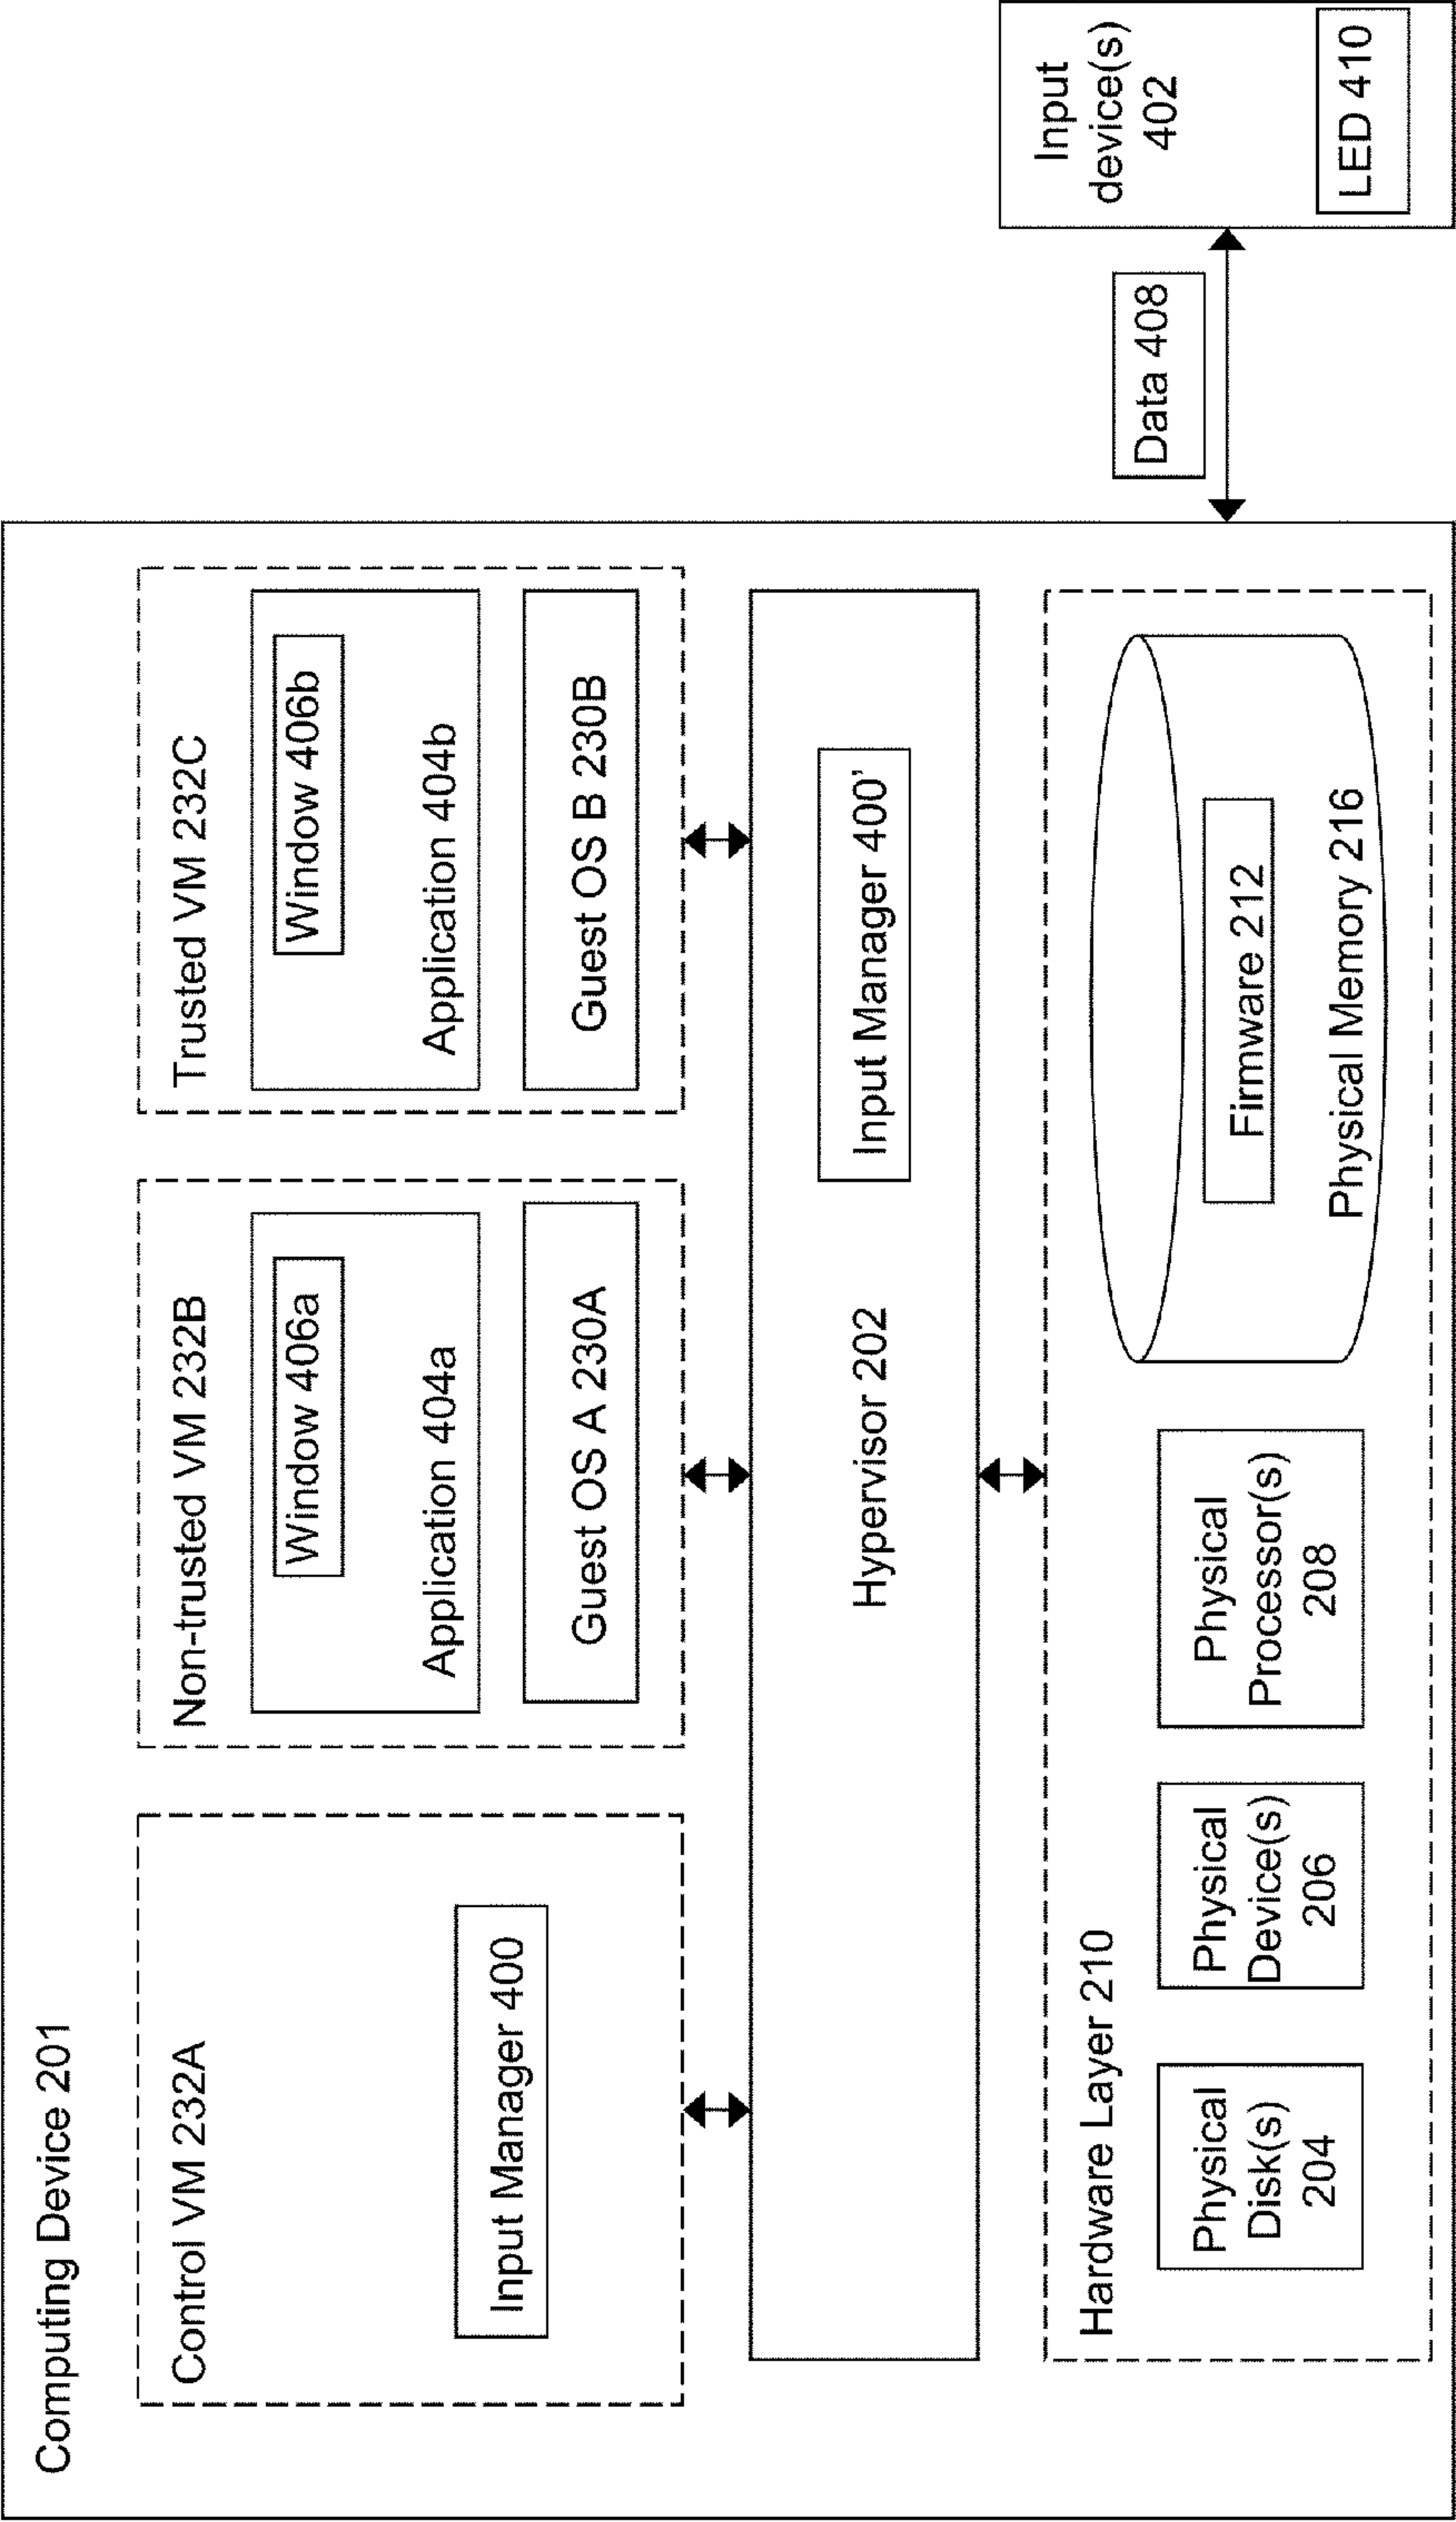 Computing Device 201
Control VM 232A
Input Manager 400
Non-trusted VM 232B
Window 406a
Application 404a
Guest OS A 230A
Trusted VM 232C
Window 406b
Application 404b
Guest OS B 230B
Hypervisor 202
Input Manager 400’
Hardware Layer 210
Physical
Disk(s)
204
Physical
Device(s)
206
Physical
Processor(s)
208
Firmware 212
Physical Memory 216
Data 408
Input
device(s)
402
LED 410